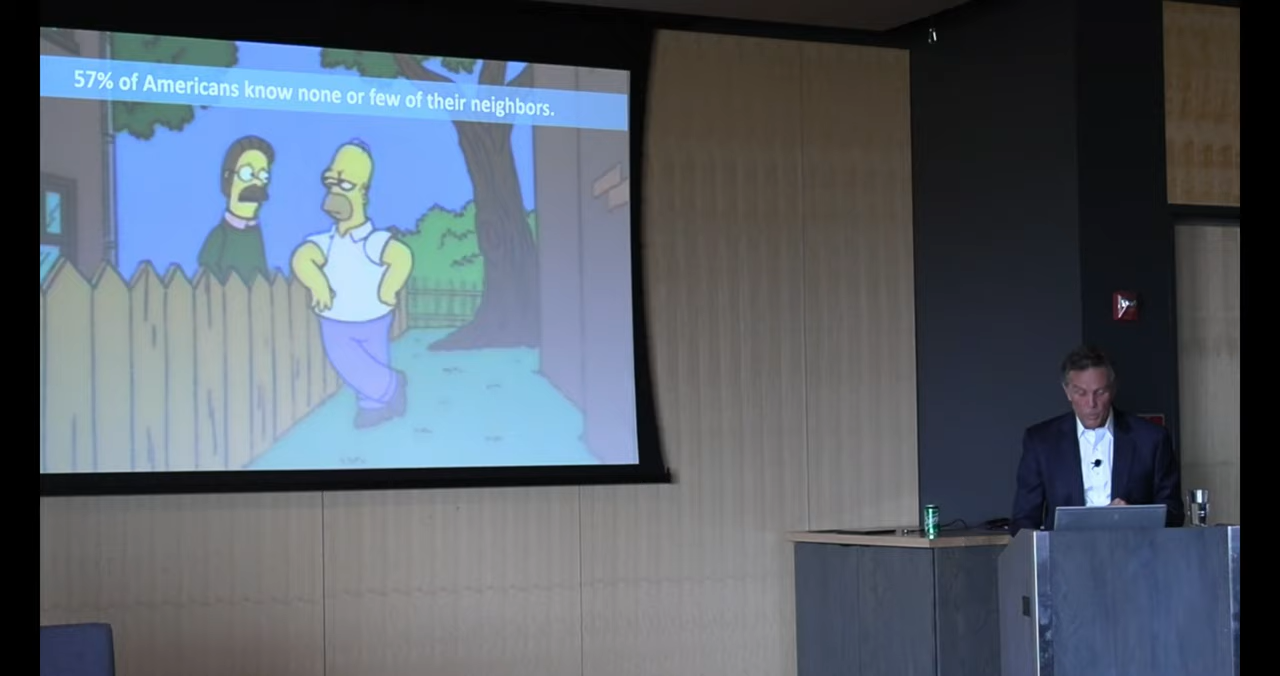 57% of Americans know none or few of their neighbors.